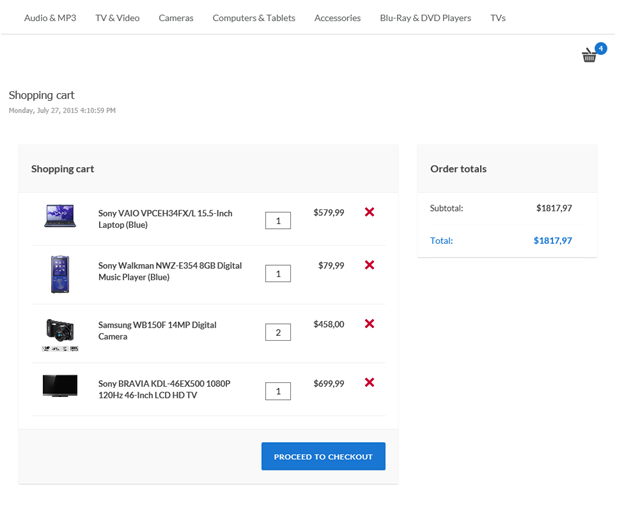 Audio & MP3 TV & Video Cameras Computers & Tablets Accessories Blu-Ray & DVD Players TVs
4
Shopping cart
Monday, July 27, 2015 4:10:59 PM
Shopping cart
Sony VAIO VPCEH34FX/L 15.5-Inch
Laptop (Blue)
1
$579,99
Sony Walkman NWZ-E354 8GB Digital
Music Player (Blue)
1
$79,99
Samsung WB150F 14MP Digital
Camera
2
$458,00
Sony BRAVIA KDL-46EX500 1080P
120Hz 46-Inch LCD HD TV
1
$699,99
PROCEED TO CHECKOUT
Order totals
Subtotal: $1817,97
Total: $1817,97